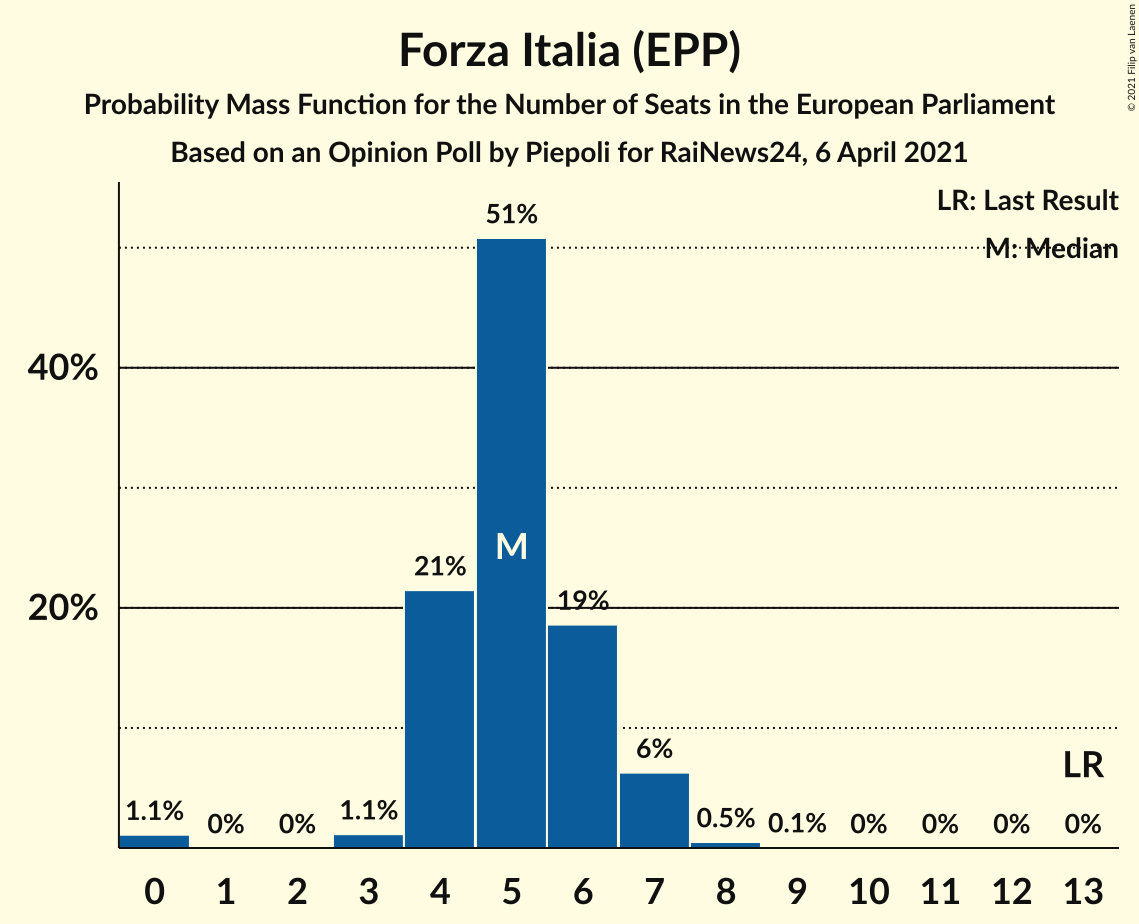 Forza Italia (EPP)
Probability Mass Function for the Number of Seats in the European Parliament
Based on an Opinion Poll by Piepoli for RaiNews24, 6 April 2021
© 2021 Filip van Laenen
LR: Last Result
M: Median
51%
40%
M
21%
20%
19%
6%
LR
1.1% 0% 0% 1.1% 0.5% 0.1% 0% 0% 0% 0%
0 1 2 3 4 5 6 7 8 9 10 11 12 13